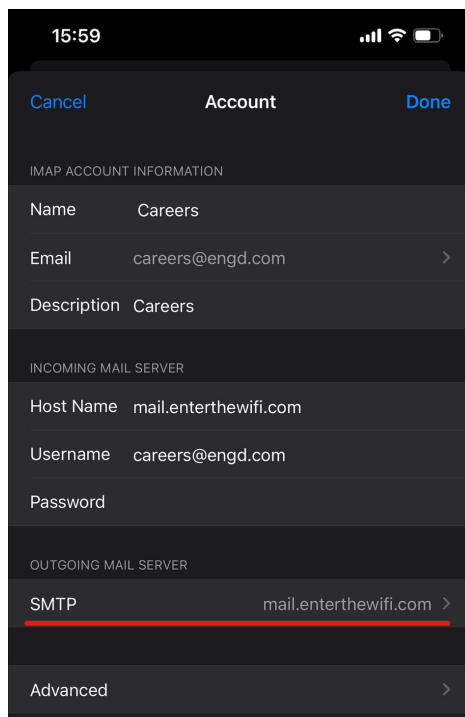 15:59
Cancel Account Done
IMAP ACCOUNT INFORMATION
Name Careers
Email careers@engd.com
Description Careers
INCOMING MAIL SERVER
Host Name mail.enterthewifi.com
Username careers@engd.com
Password
OUTGOING MAIL SERVER
SMTP mail.enterthewifi.com
Advanced